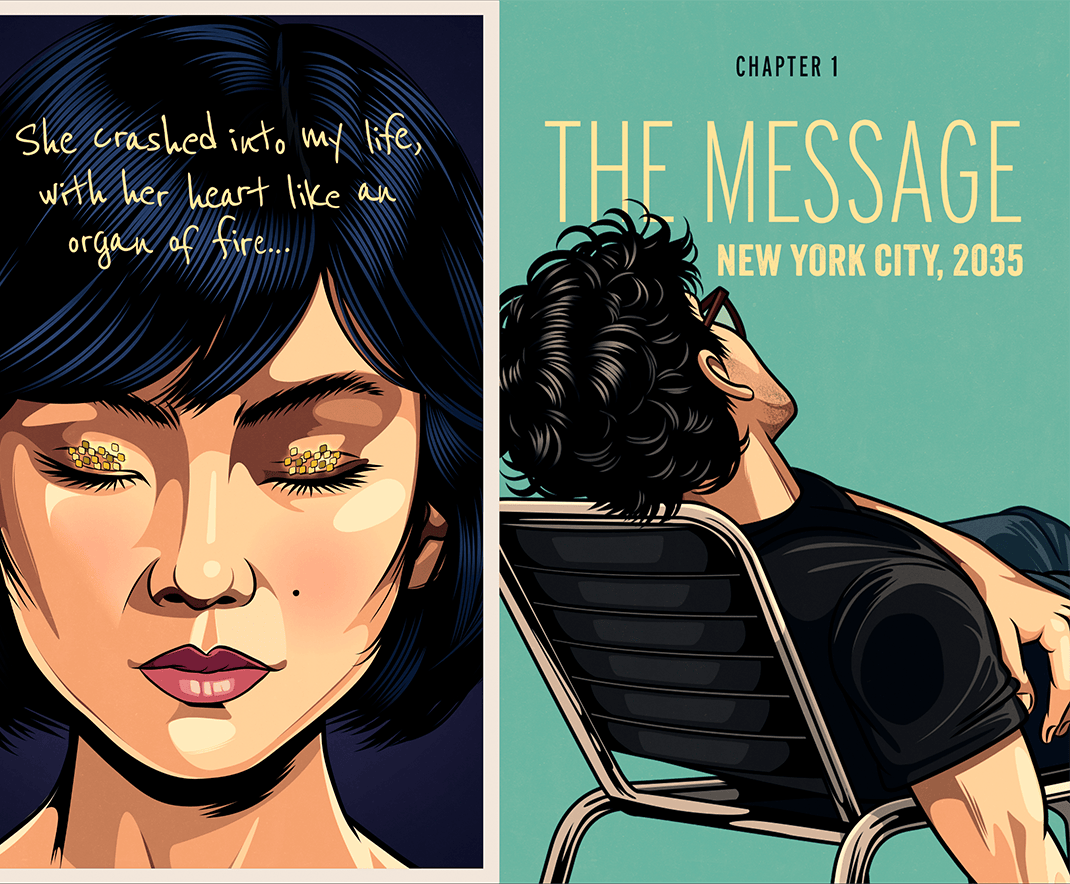 She crashed into my life,
with her heart like an
organ of fire...
CHAPTER 1
THE MESSAGE
NEW YORK CITY, 2035